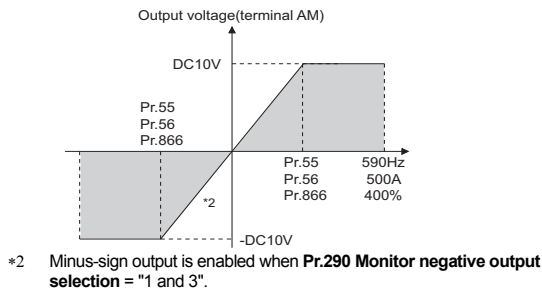 Output voltage(terminal AM)
DC10V
Pr.55
Pr.56
Pr.866
Pr.55 590Hz
Pr.56 500A
Pr.866 400%
*2
-DC10V
*2 Minus-sign output is enabled when Pr.290 Monitor negative output
selection = "1 and 3".